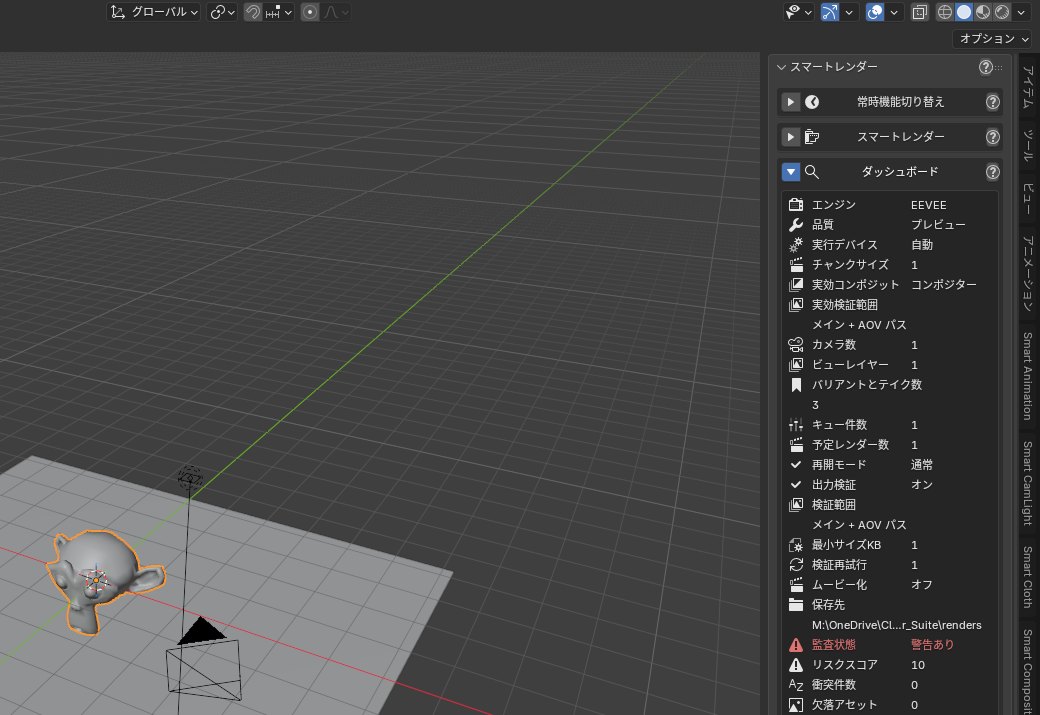 グローバル
オプション
スマートレンダー
常時機能切り替え
スマートレンダー
ダッシュボード
エンジン EEVEE
品質 プレビュー
実行デバイス 自動
チャンクサイズ 1
実効コンポジット コンポジター
実効検証範囲
メイン + AOV パス
カメラ数 1
ビューレイヤー 1
バリアントとテイク数
3
キュー件数 1
予定レンダー数 1
再開モード 通常
出力検証 オン
検証範囲
メイン + AOV パス
最小サイズKB 1
検証再試行 1
ムービー化 オフ
保存先
M:\OneDrive\Cl...r_Suite\renders
監査状態 警告あり
リスクスコア 10
衝突件数 0
欠落アセット 0
アイテム
ツール
ビュー
アニメーション
Smart Animation
Smart CamLight
Smart Cloth
Smart Composit